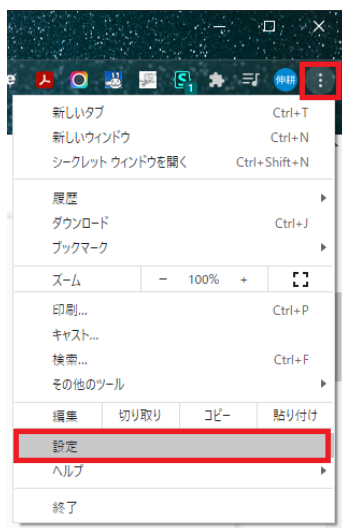 1
伸耕
新しいタブ Ctrl+T
新しいウィンドウ Ctrl+N
シークレット ウィンドウを開く Ctrl+Shift+N
履歴
ダウンロード Ctrl+J
ブックマーク
ズーム - 100% +
印刷... Ctrl+P
キャスト...
検索... Ctrl+F
その他のツール
編集 切り取り コピー 貼り付け
設定
ヘルプ
終了